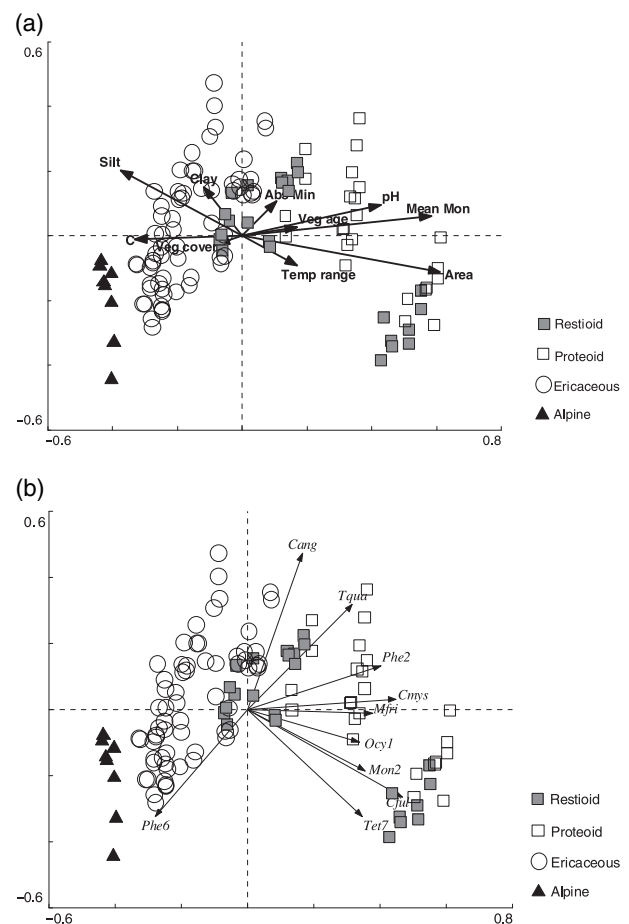 (a)
0.6
Silt
Clay
Abs Min
pH
Mean Mon
Veg age
C
Veg cover
Temp range
Area
Restioid
Proteoid
Ericaceous
Alpine
−0.6
−0.6
0.8
(b)
0.6
Cang
Tqua
Phe2
Cmys
Mfri
Ocy1
Mon2
Cful
Phe6
Tet7
Restioid
Proteoid
Ericaceous
Alpine
−0.6
−0.6
0.8